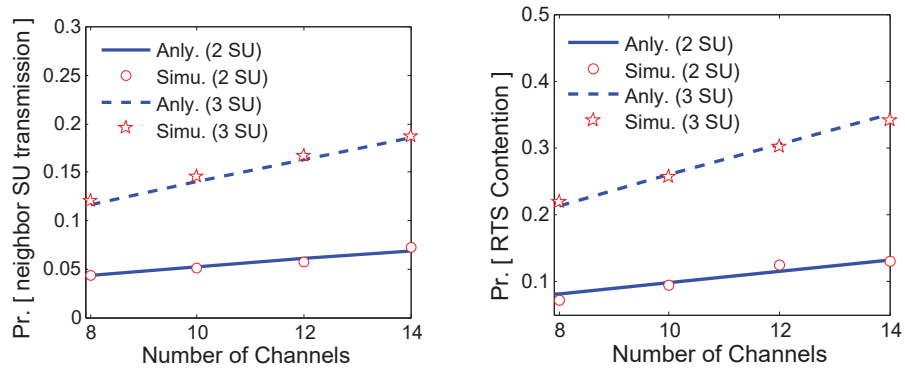 Pr. [ neighbor SU transmission ]
0.3
0.25
0.2
0.15
0.1
0.05
0
Anly. (2 SU)
Simu. (2 SU)
Anly. (3 SU)
Simu. (3 SU)
8
10
12
14
Number of Channels
Pr. [ RTS Contention ]
0.5
0.4
0.3
0.2
0.1
Anly. (2 SU)
Simu. (2 SU)
Anly. (3 SU)
Simu. (3 SU)
8
10
12
14
Number of Channels